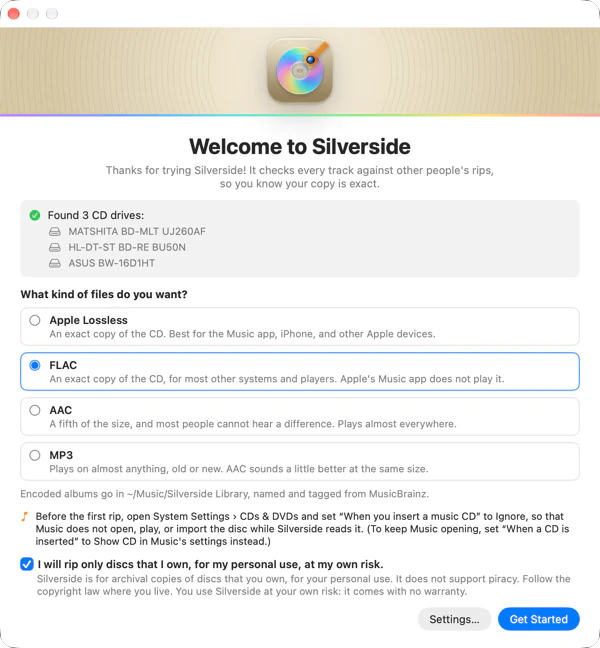 Welcome to Silverside
Thanks for trying Silverside! It checks every track against other people's rips,
so you know your copy is exact.
Found 3 CD drives:
MATSHITA BD-MLT UJ260AF
HL-DT-ST BD-RE BU50N
ASUS BW-16D1HT
What kind of files do you want?
Apple Lossless
An exact copy of the CD. Best for the Music app, iPhone, and other Apple devices.
FLAC
An exact copy of the CD, for most other systems and players. Apple's Music app does not play it.
AAC
A fifth of the size, and most people cannot hear a difference. Plays almost everywhere.
MP3
Plays on almost anything, old or new. AAC sounds a little better at the same size.
Encoded albums go in ~/Music/Silverside Library, named and tagged from MusicBrainz.
Before the first rip, open System Settings › CDs & DVDs and set “When you insert a music CD” to Ignore, so that
Music does not open, play, or import the disc while Silverside reads it. (To keep Music opening, set “When a CD is
inserted” to Show CD in Music's settings instead.)
I will rip only discs that I own, for my personal use, at my own risk.
Silverside is for archival copies of discs that you own, for your personal use. It does not support piracy. Follow the
copyright law where you live. You use Silverside at your own risk: it comes with no warranty.
Settings...
Get Started